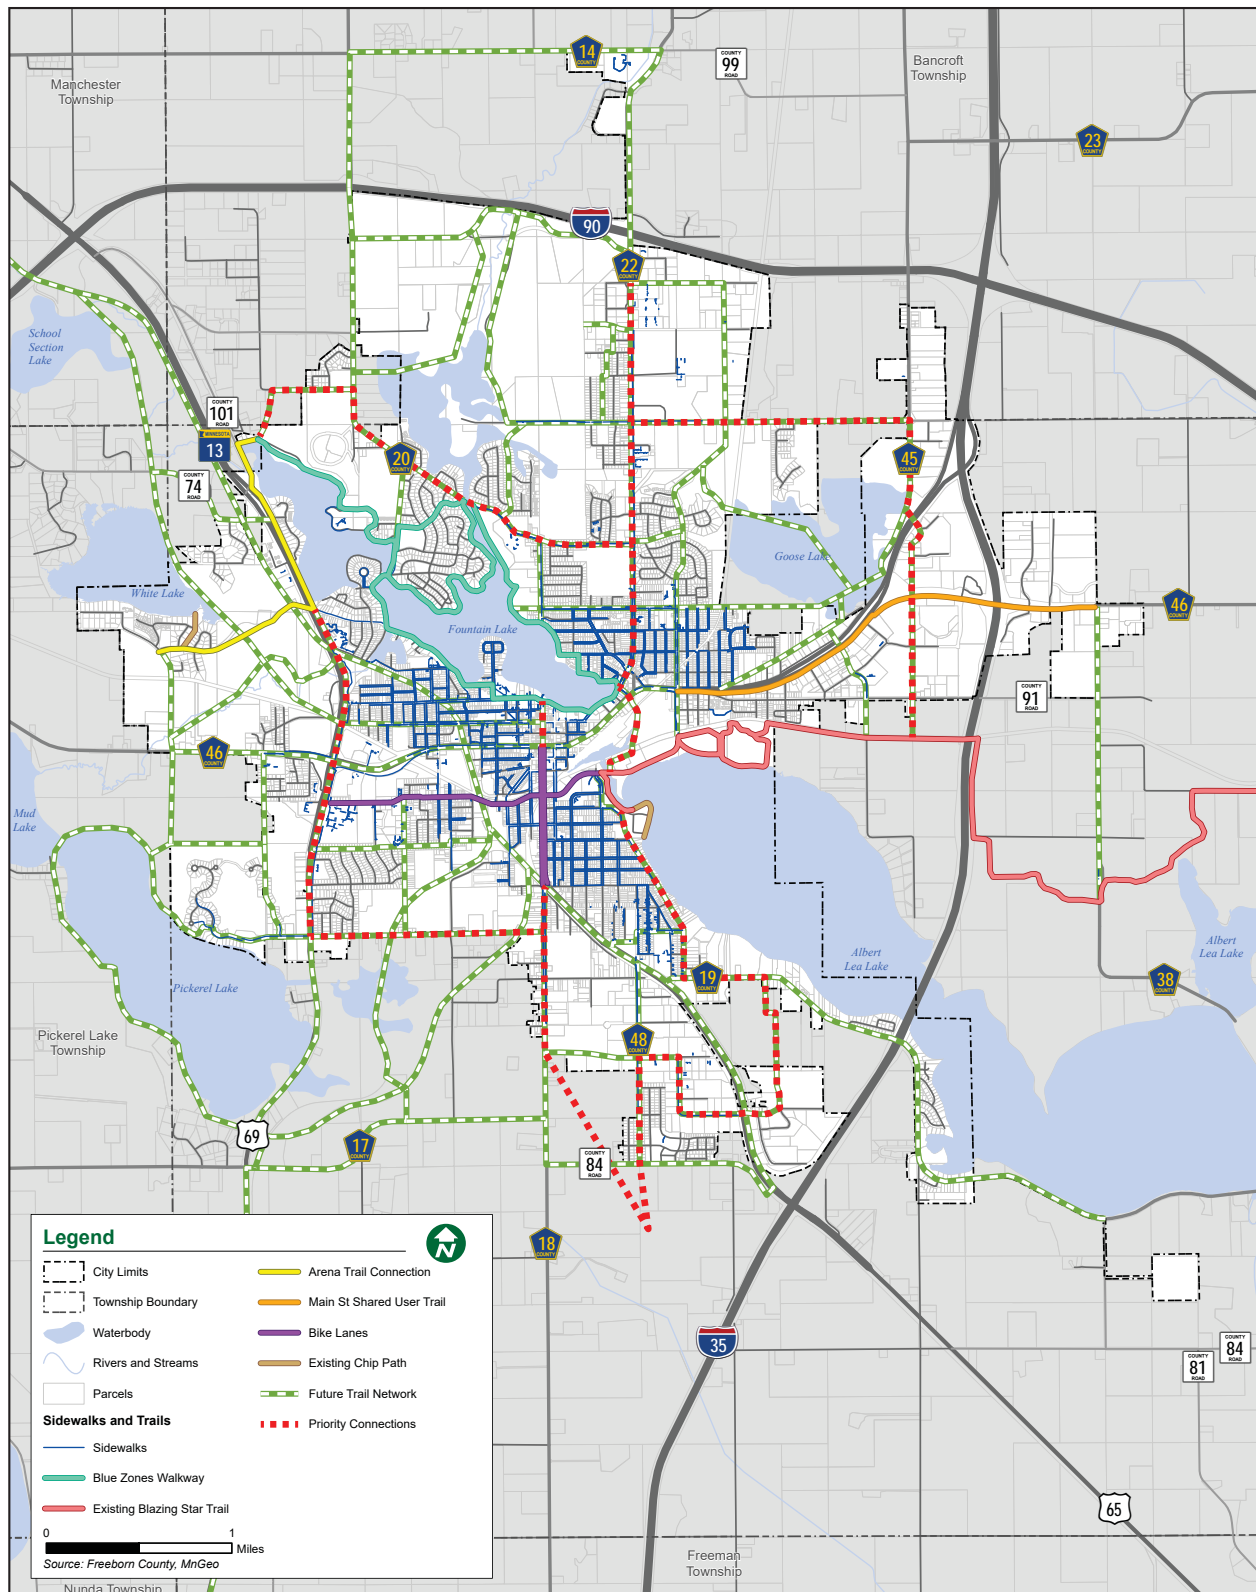 14
COUNTY
COUNTY
99
ROAD
Bancroft
Township
Manchester
Township
23
COUNTY
90
22
COUNTY
School
Section
Lake
COUNTY
101
ROAD
MINNESOTA
13
20
COUNTY
45
COUNTY
COUNTY
74
ROAD
Goose Lake
White Lake
46
COUNTY
Fountain Lake
COUNTY
91
ROAD
46
COUNTY
Mud
Lake
Albert
Lea Lake
Albert
Lea Lake
19
COUNTY
38
COUNTY
Pickerel Lake
Pickerel Lake
Township
48
COUNTY
69
17
COUNTY
COUNTY
84
ROAD
18
COUNTY
35
COUNTY
84
ROAD
COUNTY
81
ROAD
65
Freeman
Township
Nunda Township
Legend
N
City Limits
Township Boundary
Waterbody
Rivers and Streams
Parcels
Sidewalks and Trails
Sidewalks
Blue Zones Walkway
Existing Blazing Star Trail
Arena Trail Connection
Main St Shared User Trail
Bike Lanes
Existing Chip Path
Future Trail Network
Priority Connections
0 1
Miles
Source: Freeborn County, MnGeo